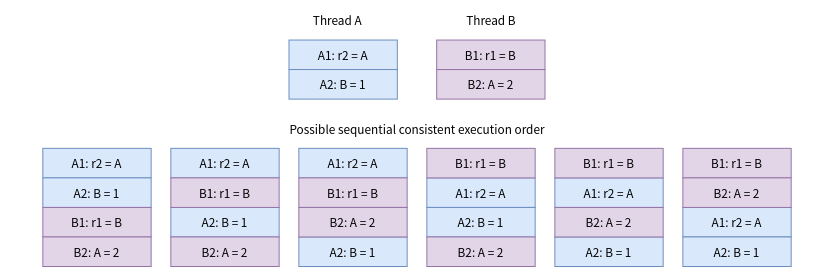 Thread A
Thread B
A1: r2 = A
B1: r1 = B
A2: B = 1
B2: A = 2
Possible sequential consistent execution order
A1: r2 = A
A2: B = 1
B1: r1 = B
B2: A = 2
A1: r2 = A
B1: r1 = B
A2: B = 1
B2: A = 2
A1: r2 = A
B1: r1 = B
B2: A = 2
A2: B = 1
B1: r1 = B
A1: r2 = A
A2: B = 1
B2: A = 2
B1: r1 = B
A1: r2 = A
B2: A = 2
A2: B = 1
B1: r1 = B
B2: A = 2
A1: r2 = A
A2: B = 1